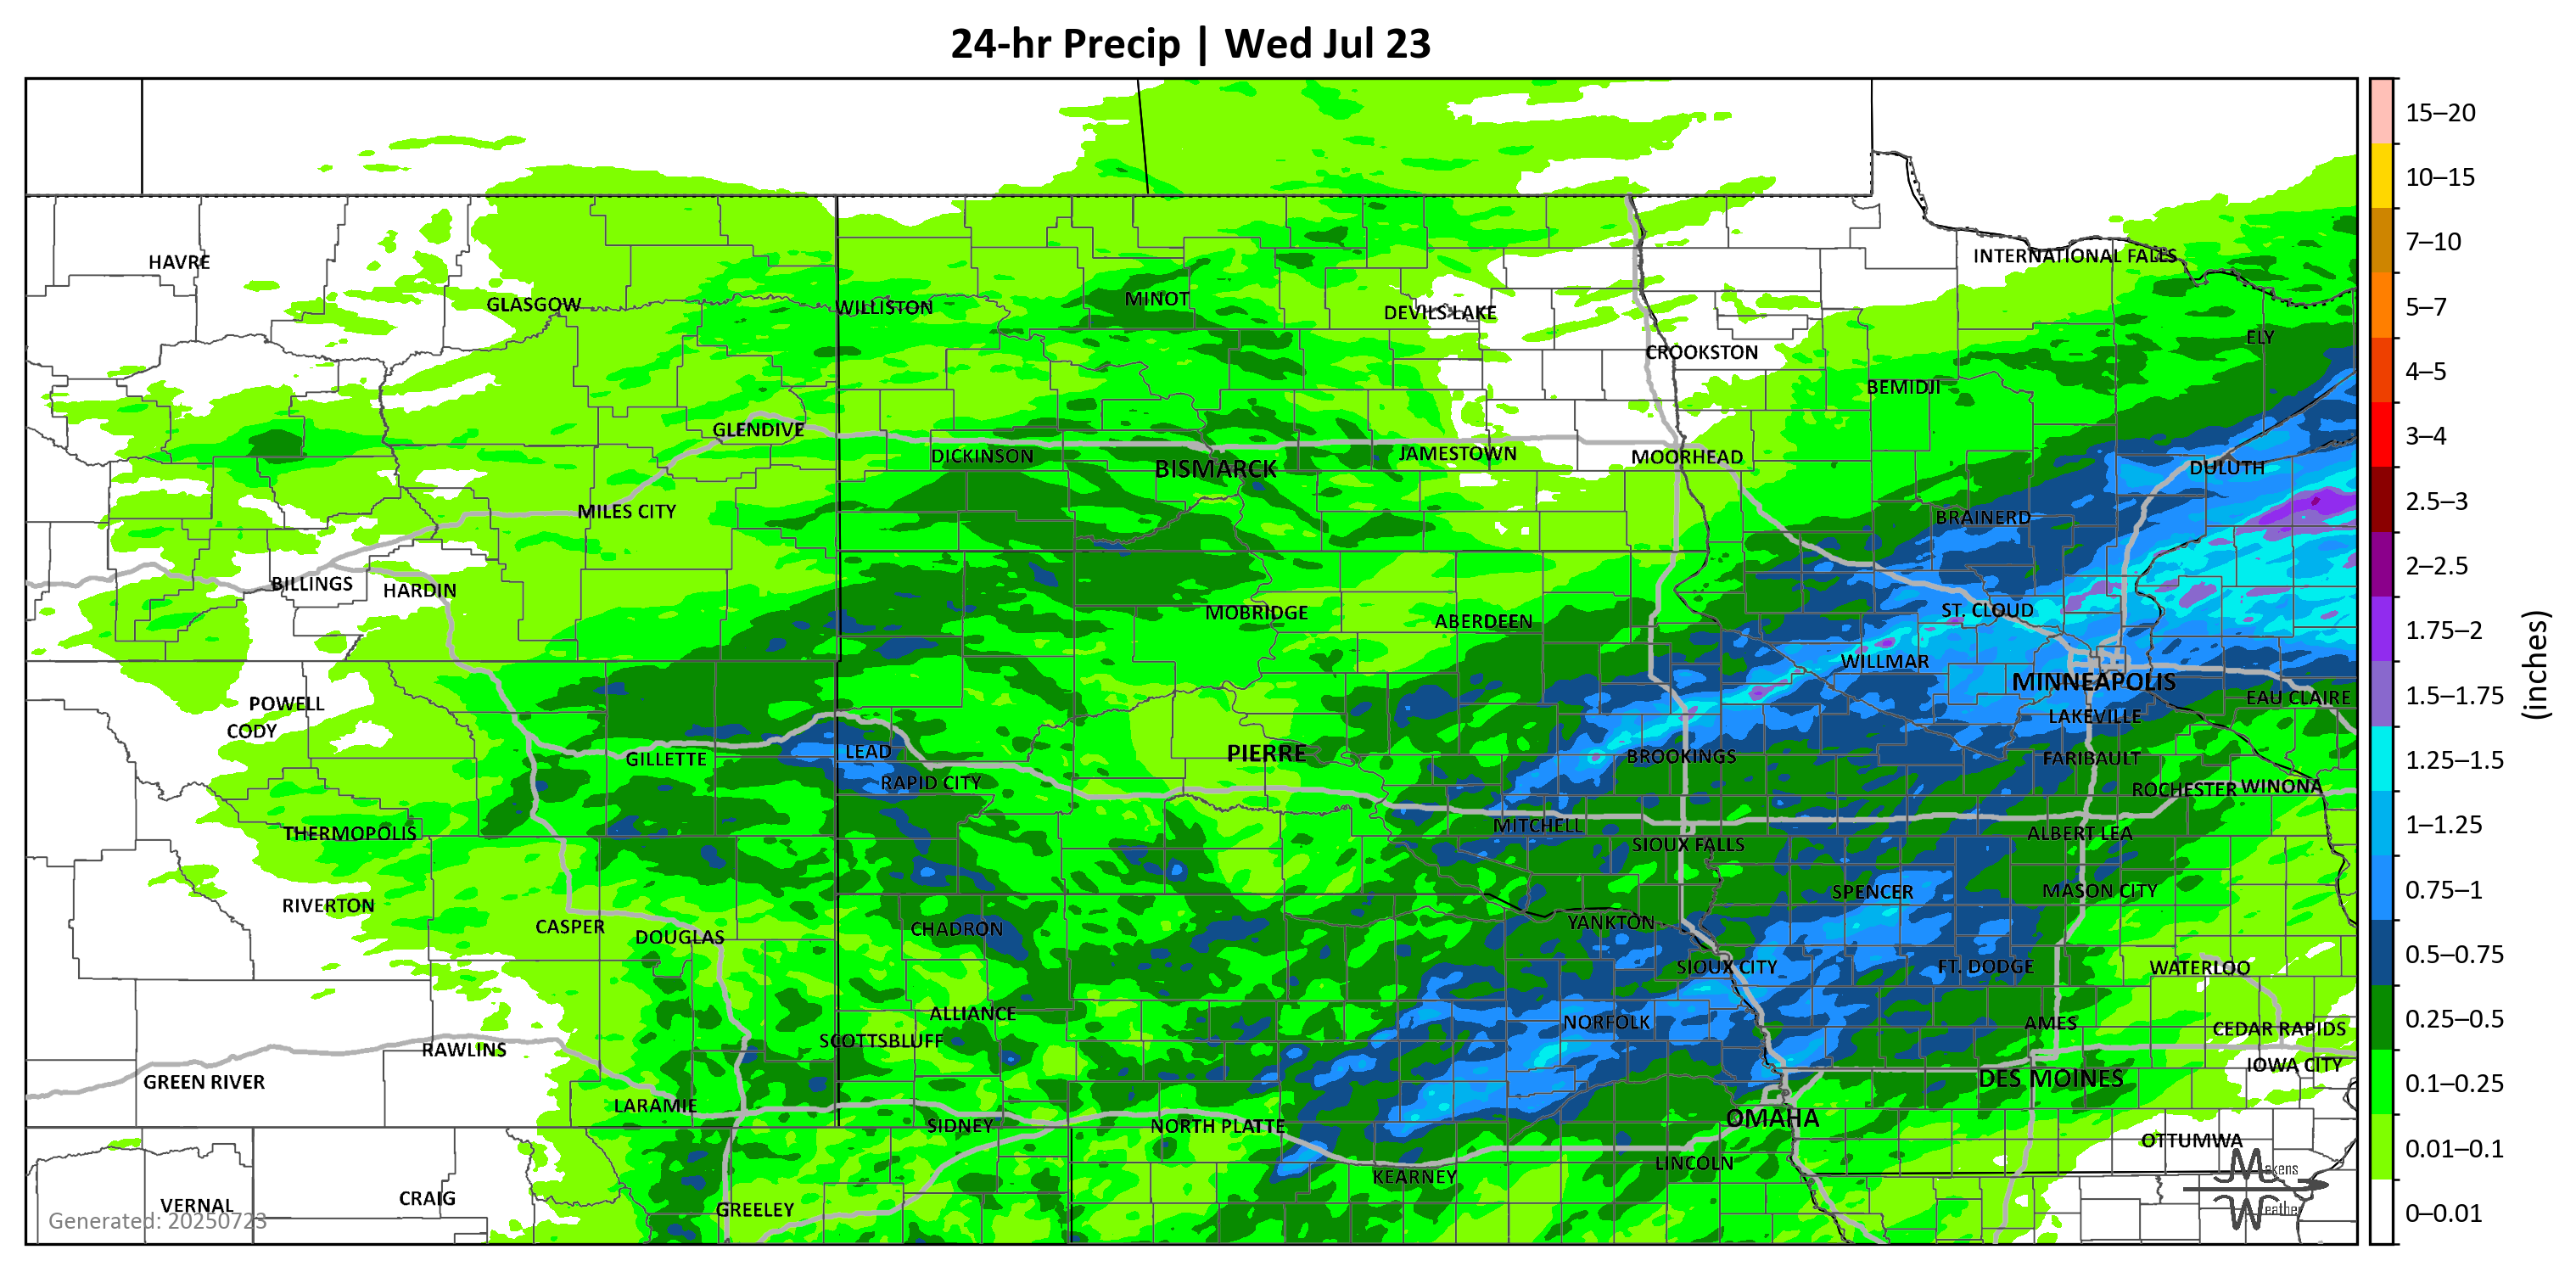 24-hr Precip | Wed Jul 23
15–20
10–15
7–10
5–7
4–5
3–4
2.5–3
2–2.5
1.75–2
1.5–1.75
1.25–1.5
1–1.25
0.75–1
0.5–0.75
0.25–0.5
0.1–0.25
0.01–0.1
0–0.01
(inches)
HAVRE
INTERNATIONAL FALLS
GLASGOW
WILLISTON
MINOT
DEVILS LAKE
ELY
CROOKSTON
BEMIDJI
GLENDIVE
DICKINSON
BISMARCK
JAMESTOWN
MOORHEAD
DULUTH
MILES CITY
BRAINERD
BILLINGS
HARDIN
MOBRIDGE
ABERDEEN
ST. CLOUD
WILLMAR
MINNEAPOLIS
EAU CLAIRE
POWELL
CODY
LAKEVILLE
GILLETTE
LEAD
PIERRE
BROOKINGS
FARIBAULT
RAPID CITY
ROCHESTER
WINONA
THERMOPOLIS
MITCHELL
SIOUX FALLS
ALBERT LEA
RIVERTON
SPENCER
MASON CITY
CASPER
DOUGLAS
CHADRON
YANKTON
SIOUX CITY
FT. DODGE
WATERLOO
ALLIANCE
NORFOLK
AMES
CEDAR RAPIDS
SCOTTSBLUFF
RAWLINS
IOWA CITY
GREEN RIVER
DES MOINES
LARAMIE
SIDNEY
NORTH PLATTE
OMAHA
OTTUMWA
LINCOLN
KEARNEY
VERNAL
CRAIG
GREELEY
Generated: 20250723
Makens
Weather